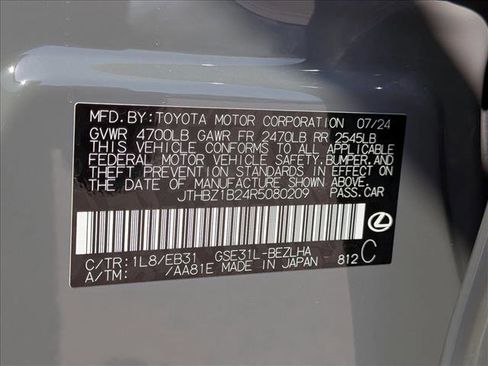 MFD. BY: TOYOTA MOTOR CORPORATION 07/24
GVWR 4700LB GAWR FR 2470LB RR 2545LB
THIS VEHICLE CONFORMS TO ALL APPLICABLE
FEDERAL MOTOR VEHICLE SAFETY, BUMPER, AND
THEFT PREVENTION STANDARDS IN EFFECT ON
THE DATE OF MANUFACTURE SHOWN ABOVE.
JTHBZ1B24R5080209 PASS.CAR
C/TR: 1L8/EB31 GSE31L-BEZLHA
A/TM: /AA81E MADE IN JAPAN 812 C